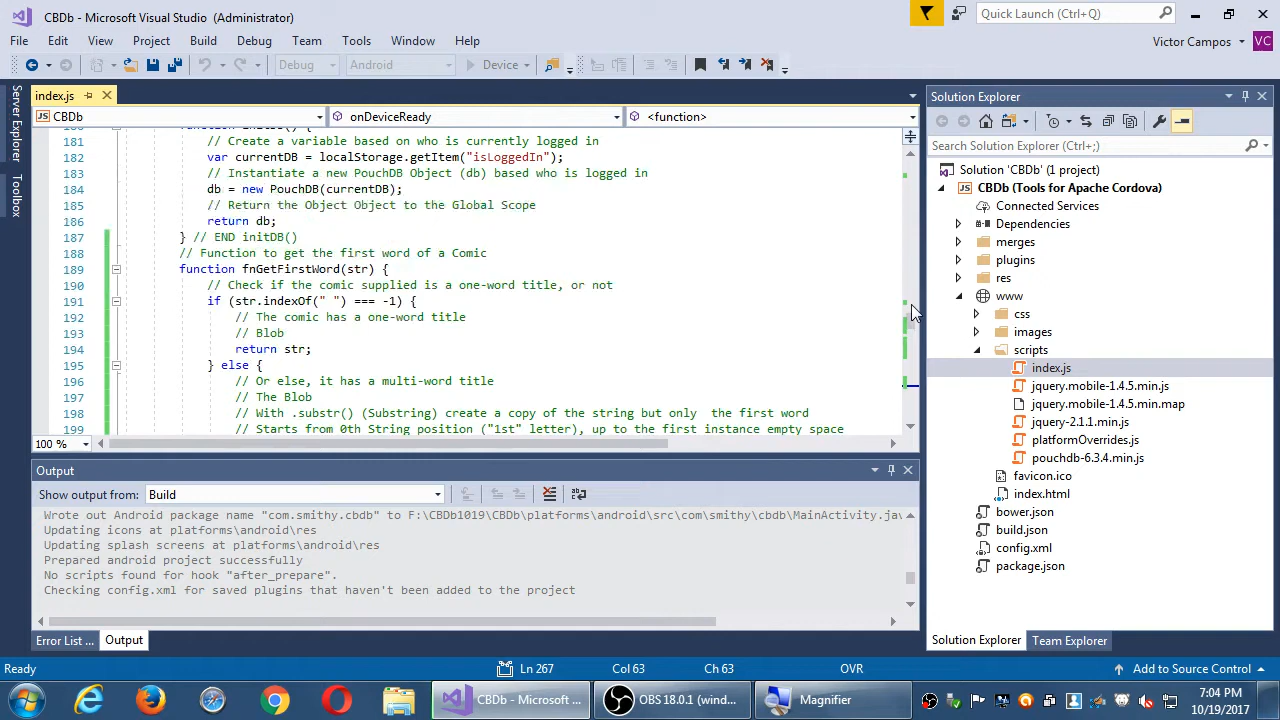 CBDb - Microsoft Visual Studio (Administrator)
Quick Launch (Ctrl+Q)
File Edit View Project Build Debug Team Tools Window Help
Victor Campos VC
Debug Android Device
Server Explorer
Toolbox
index.js
CBDb onDeviceReady <function>
181 // Create a variable based on who is currently logged in
182 var currentDB = localStorage.getItem("isLoggedIn");
183 // Instantiate a new PouchDB Object (db) based who is logged in
184 db = new PouchDB(currentDB);
185 // Return the Object Object to the Global Scope
186 return db;
187 } // END initDB()
188 // Function to get the first word of a Comic
189 function fnGetFirstWord(str) {
190 // Check if the comic supplied is a one-word title, or not
191 if (str.indexOf(" ") === -1) {
192 // The comic has a one-word title
193 // Blob
194 return str;
195 } else {
196 // Or else, it has a multi-word title
197 // The Blob
198 // With .substr() (Substring) create a copy of the string but only the first word
199 // Starts from 0th String position ("1st" letter), up to the first instance empty space
100 %
Output
Show output from: Build
Wrote out Android package name "com.smithy.cbdb" to F:\CBDb1019\CBDb\platforms\android\src\com\smithy\cbdb\MainActivity.java
Updating icons at platforms\android\res
Updating splash screens at platforms\android\res
Prepared android project successfully
No scripts found for hook "after_prepare".
Checking config.xml for saved plugins that haven't been added to the project
Error List ... Output
Solution Explorer
Search Solution Explorer (Ctrl+;)
Solution 'CBDb' (1 project)
JS CBDb (Tools for Apache Cordova)
Connected Services
Dependencies
merges
plugins
res
www
css
images
scripts
index.js
jquery.mobile-1.4.5.min.js
jquery.mobile-1.4.5.min.map
jquery-2.1.1.min.js
platformOverrides.js
pouchdb-6.3.4.min.js
favicon.ico
index.html
bower.json
build.json
config.xml
package.json
Solution Explorer Team Explorer
Ready Ln 267 Col 63 Ch 63 OVR Add to Source Control
CBDb - Microsoft ... OBS 18.0.1 (wind... Magnifier
7:04 PM
10/19/2017